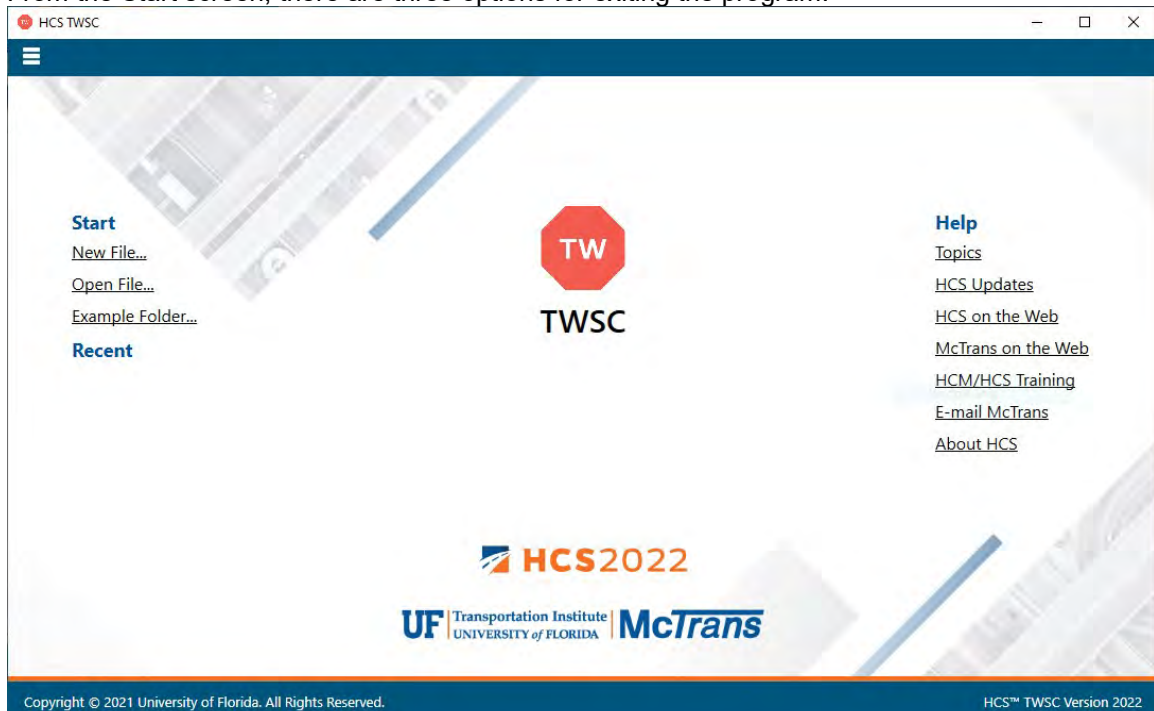 From the Start screen, there are three options for exiting the program.
HCS TWSC
Start
New File...
Open File...
Example Folder...
Recent
TW
TWSC
Help
Topics
HCS Updates
HCS on the Web
McTrans on the Web
HCM/HCS Training
E-mail McTrans
About HCS
HCS2022
UF Transportation Institute
UNIVERSITY of FLORIDA
McTrans
Copyright © 2021 University of Florida. All Rights Reserved.
HCS™ TWSC Version 2022